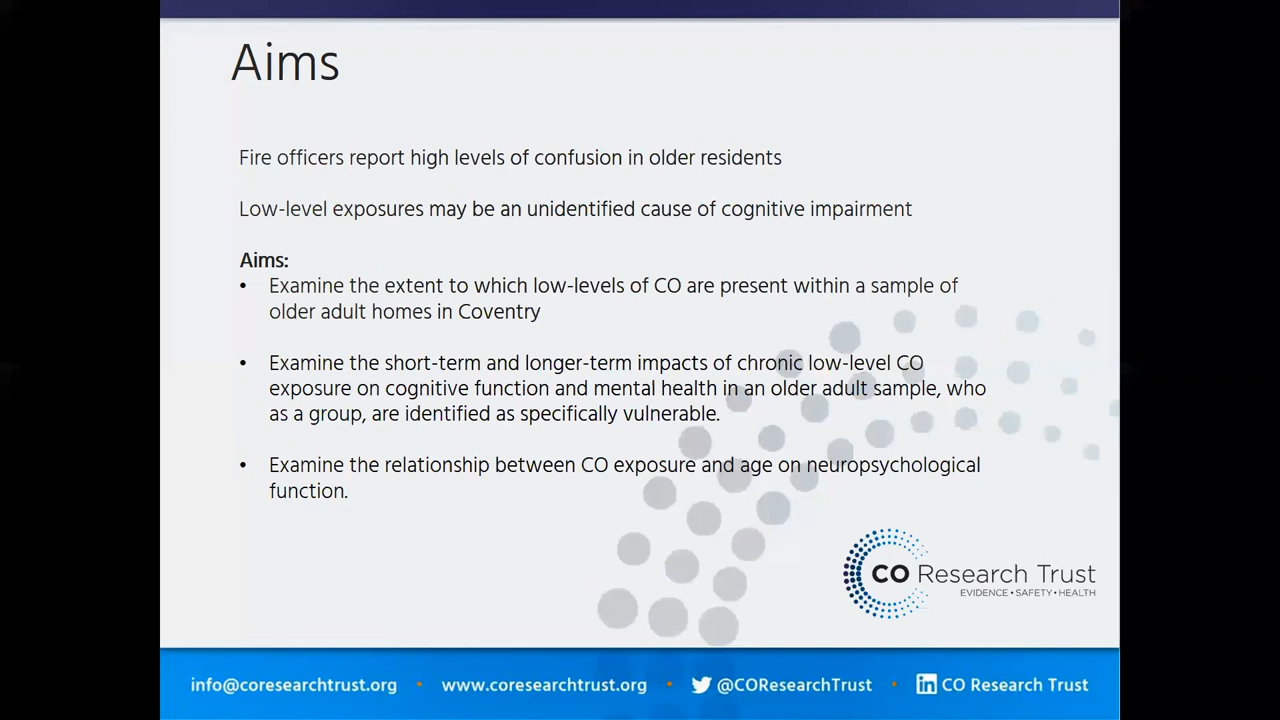 Aims
Fire officers report high levels of confusion in older residents
Low-level exposures may be an unidentified cause of cognitive impairment
Aims:
• Examine the extent to which low-levels of CO are present within a sample of
older adult homes in Coventry
• Examine the short-term and longer-term impacts of chronic low-level CO
exposure on cognitive function and mental health in an older adult sample, who
as a group, are identified as specifically vulnerable.
• Examine the relationship between CO exposure and age on neuropsychological
function.
CO Research Trust
EVIDENCE • SAFETY • HEALTH
info@coresearchtrust.org • www.coresearchtrust.org • @COResearchTrust • in CO Research Trust